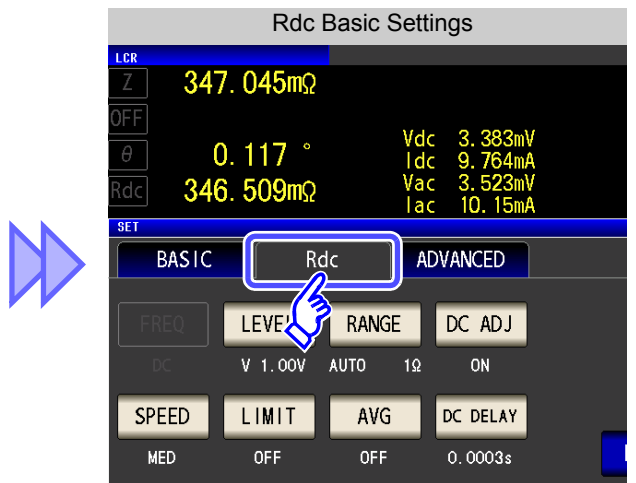 Rdc Basic Settings
LCR
Z 347.045mΩ
OFF
θ 0.117 °
Rdc 346.509mΩ
Vdc 3.383mV
Idc 9.764mA
Vac 3.523mV
Iac 10.15mA
SET
BASIC Rdc ADVANCED
FREQ LEVEL RANGE DC ADJ
DC V 1.00V AUTO 1Ω ON
SPEED LIMIT AVG DC DELAY
MED OFF OFF 0.0003s